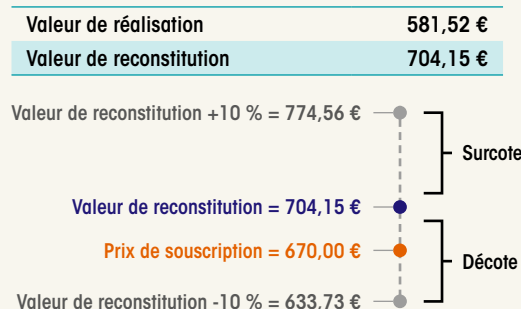 Valeur de réalisation 581,52 €
Valeur de reconstitution 704,15 €
Valeur de reconstitution +10 % = 774,56 €
Surcote
Valeur de reconstitution = 704,15 €
Prix de souscription = 670,00 €
Décote
Valeur de reconstitution -10 % = 633,73 €